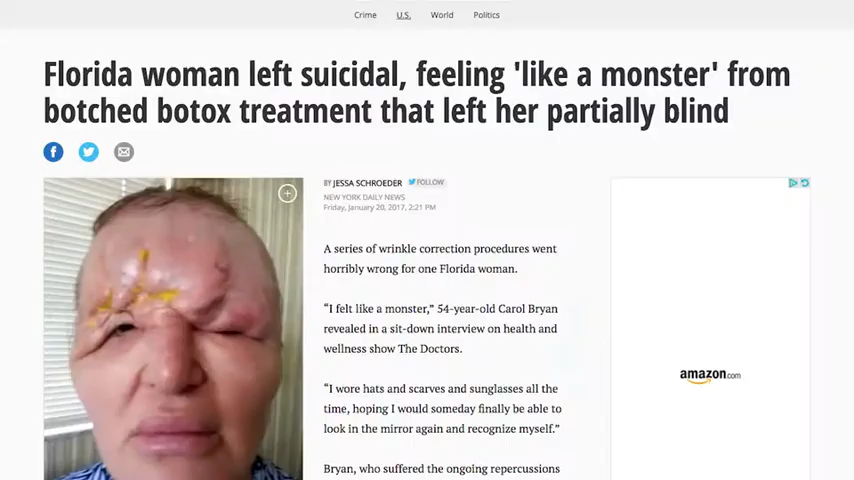 Crime U.S. World Politics
Florida woman left suicidal, feeling 'like a monster' from
botched botox treatment that left her partially blind
BY JESSA SCHROEDER FOLLOW
NEW YORK DAILY NEWS
Friday, January 20, 2017, 2:21 PM
A series of wrinkle correction procedures went
horribly wrong for one Florida woman.
“I felt like a monster,” 54-year-old Carol Bryan
revealed in a sit-down interview on health and
wellness show The Doctors.
“I wore hats and scarves and sunglasses all the
time, hoping I would someday finally be able to
look in the mirror again and recognize myself.”
Bryan, who suffered the ongoing repercussions
amazon.com